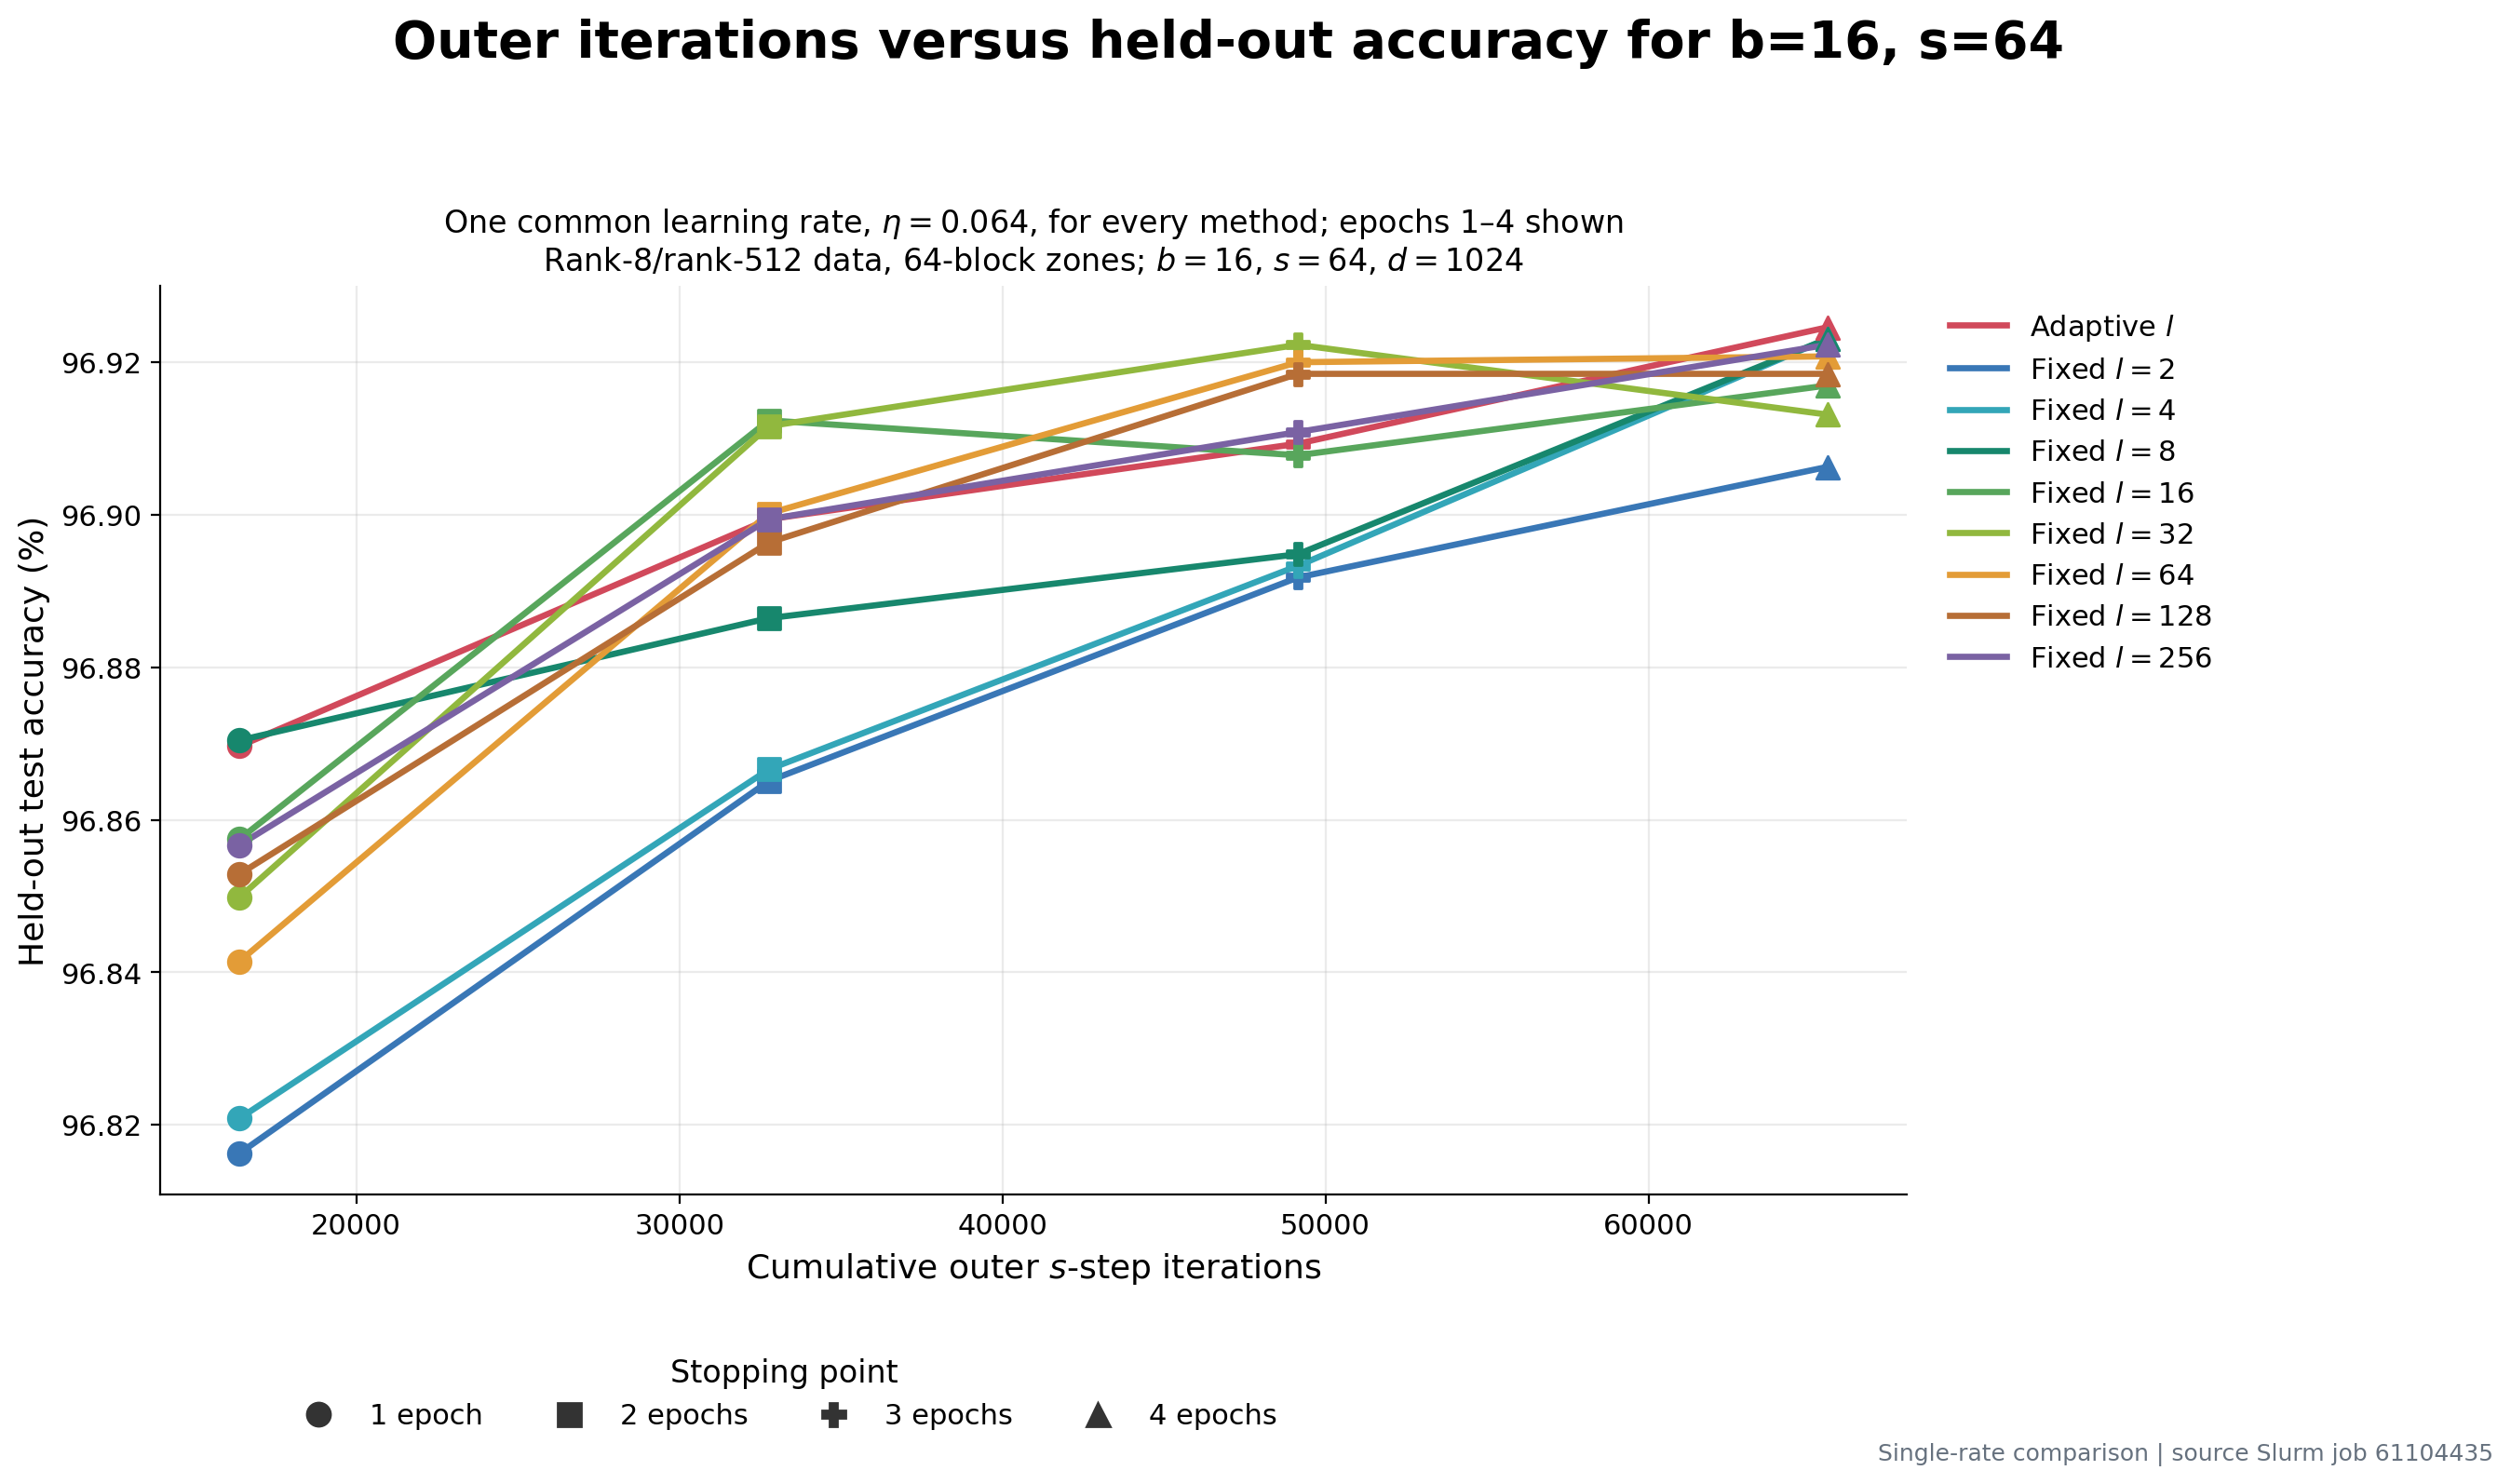 Outer iterations versus held-out accuracy for b=16, s=64
One common learning rate, η = 0.064, for every method; epochs 1–4 shown
Rank-8/rank-512 data, 64-block zones; b = 16, s = 64, d = 1024
Held-out test accuracy (%)
96.92
96.90
96.88
96.86
96.84
96.82
20000
30000
40000
50000
60000
Cumulative outer s-step iterations
Adaptive l
Fixed l = 2
Fixed l = 4
Fixed l = 8
Fixed l = 16
Fixed l = 32
Fixed l = 64
Fixed l = 128
Fixed l = 256
Stopping point
1 epoch
2 epochs
3 epochs
4 epochs
Single-rate comparison | source Slurm job 61104435